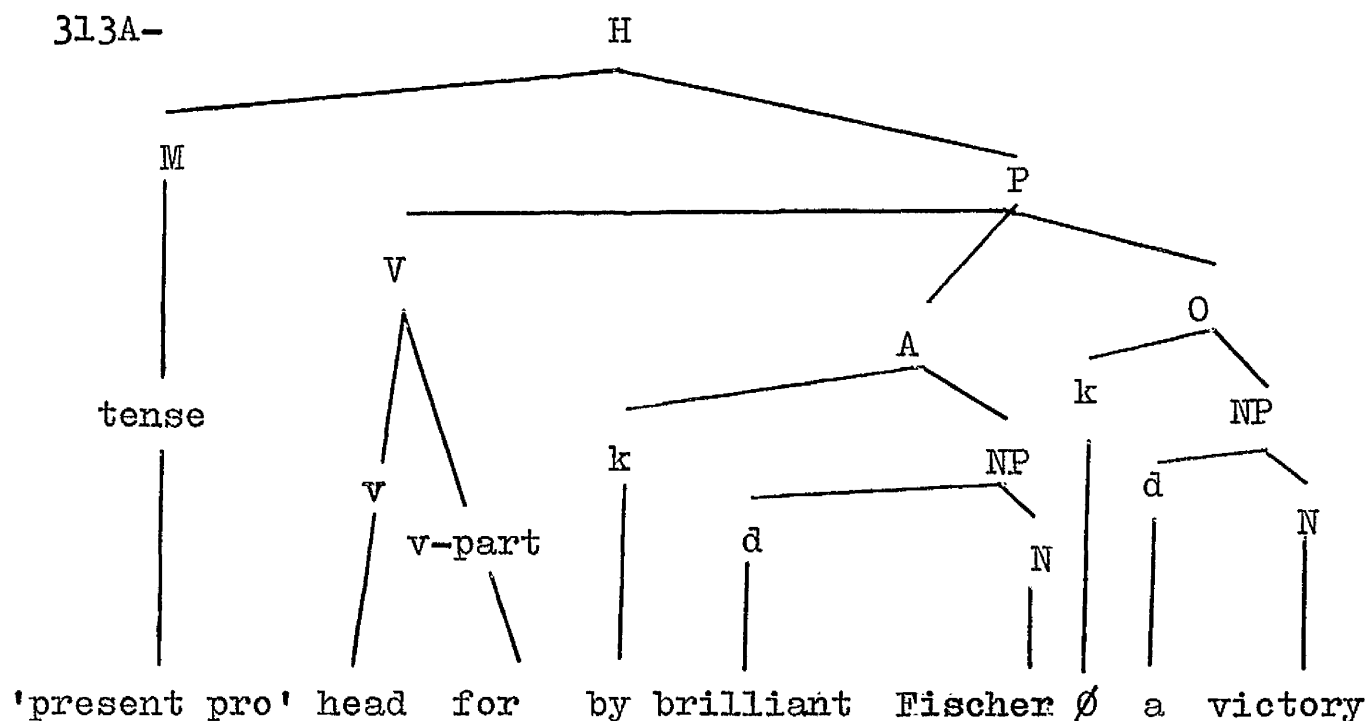 313A- H
M
P
V
O
A
k
tense
NP
k
NP
v
d
v-part
d
N
N
'present pro' head for by brilliant Fischer Ø a victory